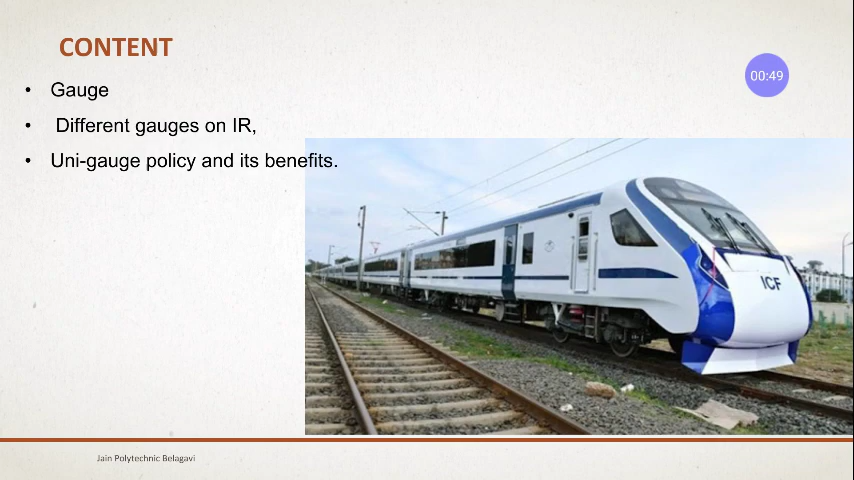 CONTENT
00:49
• Gauge
• Different gauges on IR,
• Uni-gauge policy and its benefits.
ICF
Jain Polytechnic Belagavi